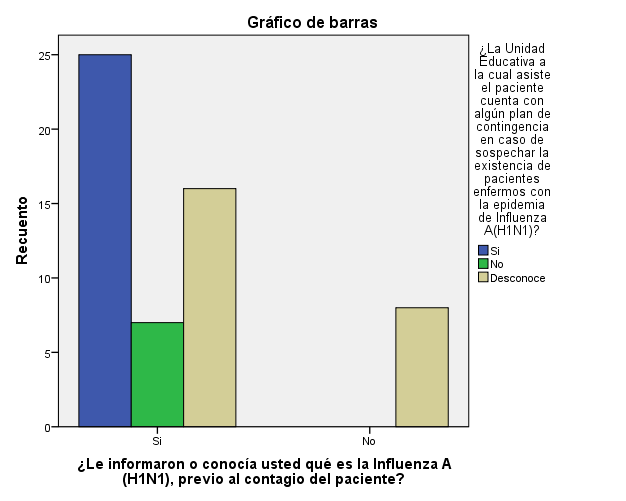 Gráfico de barras
¿La Unidad
Educativa a
la cual asiste
el paciente
cuenta con
algún plan de
contingencia
en caso de
sospechar la
existencia de
pacientes
enfermos con
la epidemia
de Influenza
A(H1N1)?
Si
No
Desconoce
Recuento
25
20
15
10
5
0
Si
No
¿Le informaron o conocía usted qué es la Influenza A
(H1N1), previo al contagio del paciente?